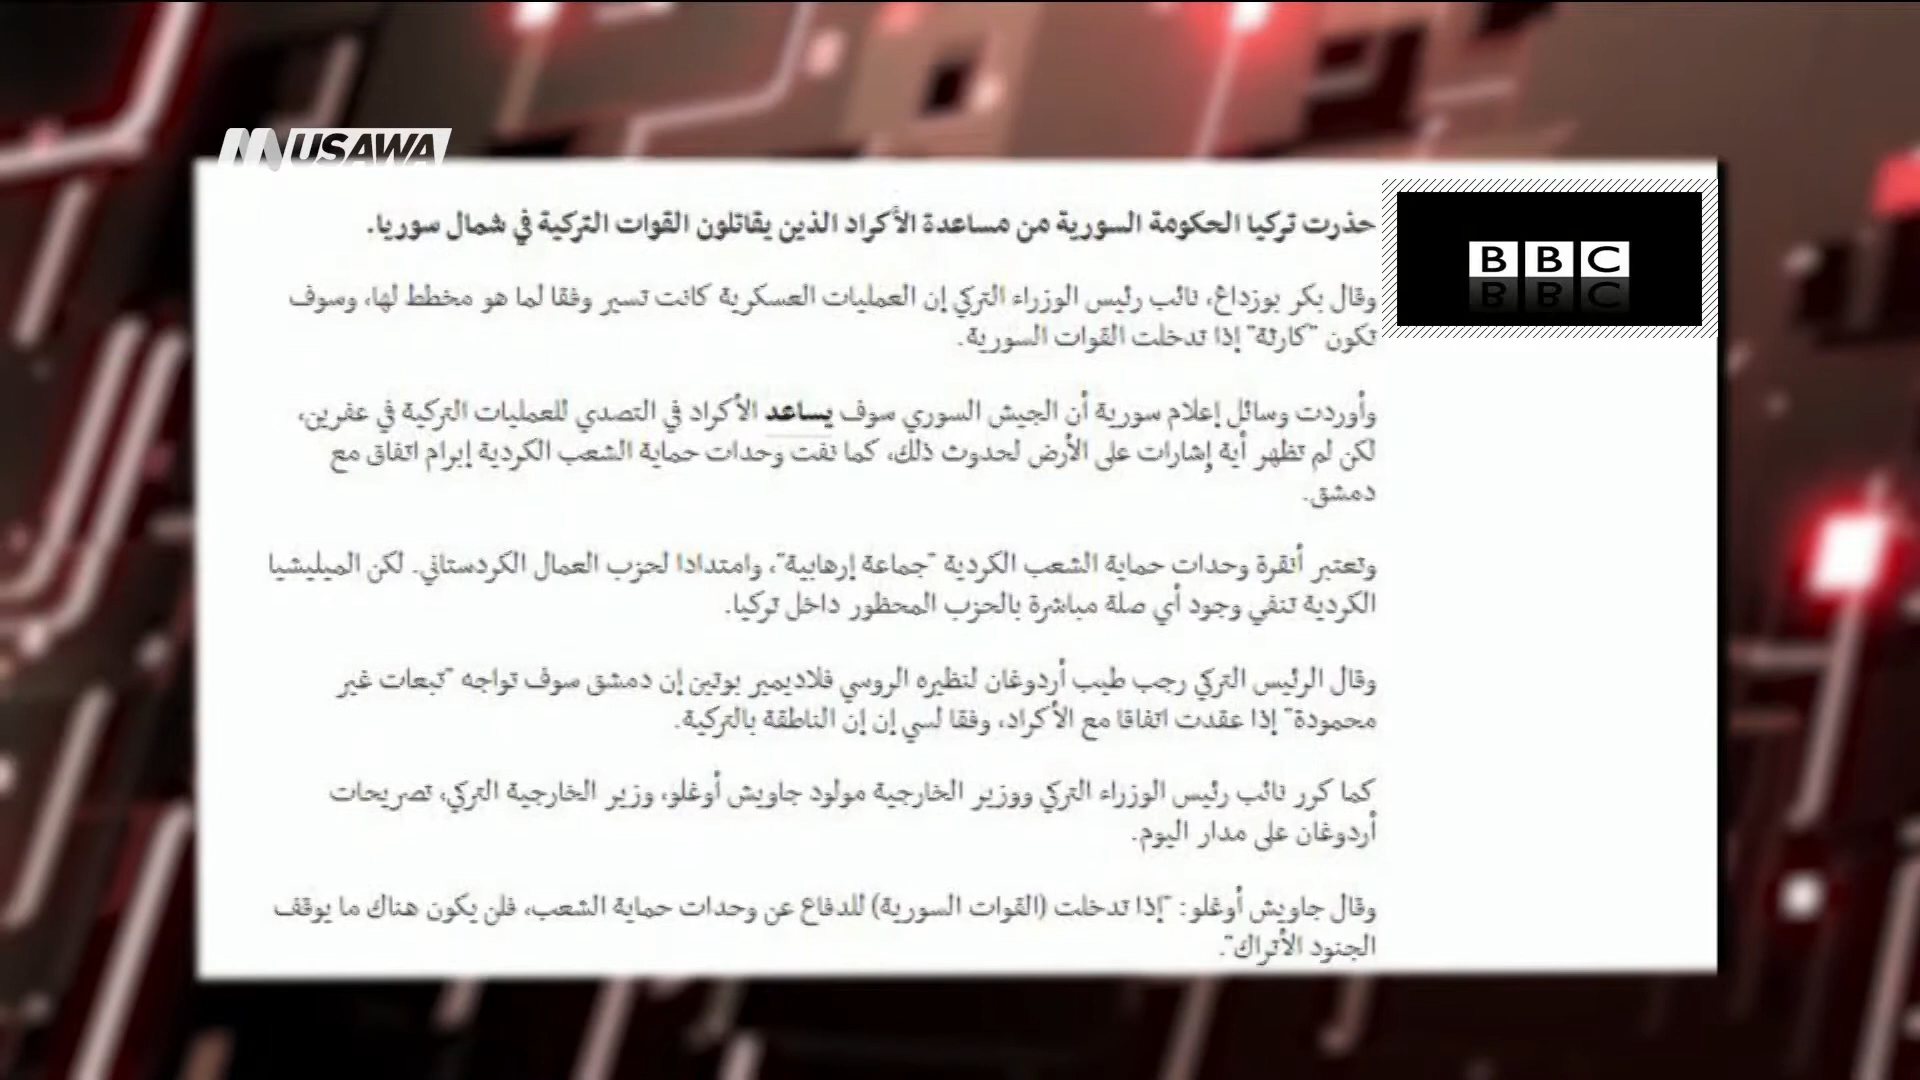 MUSAWA
BBC
حذرت تركيا الحكومة السورية من مساعدة الأكراد الذين يقاتلون القوات التركية في شمال سوريا.
وقال بكر بوزداغ، نائب رئيس الوزراء التركي إن العمليات العسكرية كانت تسير وفقا لما هو مخطط لها، وسوف
تكون "كارثة" إذا تدخلت القوات السورية.
وأوردت وسائل إعلام سورية أن الجيش السوري سوف يساعد الأكراد في التصدي للعمليات التركية في عفرين،
لكن لم تظهر أية إشارات على الأرض لحدوث ذلك، كما نفت وحدات حماية الشعب الكردية إبرام اتفاق مع
دمشق.
وتعتبر أنقرة وحدات حماية الشعب الكردية "جماعة إرهابية"، وامتدادا لحزب العمال الكردستاني. لكن الميليشيا
الكردية تنفي وجود أي صلة مباشرة بالحزب المحظور داخل تركيا.
وقال الرئيس التركي رجب طيب أردوغان لنظيره الروسي فلاديمير بوتين إن دمشق سوف تواجه "تبعات غير
محمودة" إذا عقدت اتفاقا مع الأكراد، وفقا لسي إن إن الناطقة بالتركية.
كما كرر نائب رئيس الوزراء التركي ووزير الخارجية مولود جاويش أوغلو، وزير الخارجية التركي، تصريحات
أردوغان على مدار اليوم.
وقال جاويش أوغلو: "إذا تدخلت (القوات السورية) للدفاع عن وحدات حماية الشعب، فلن يكون هناك ما يوقف
الجنود الأتراك".